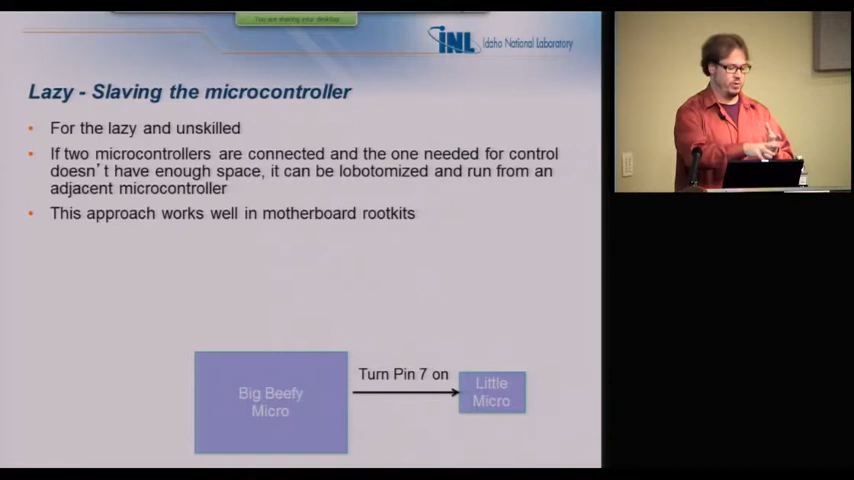 You are sharing your desktop
INL Idaho National Laboratory
Lazy - Slaving the microcontroller
• For the lazy and unskilled
• If two microcontrollers are connected and the one needed for control
doesn't have enough space, it can be lobotomized and run from an
adjacent microcontroller
• This approach works well in motherboard rootkits
Turn Pin 7 on
Big Beefy
Micro
Little
Micro